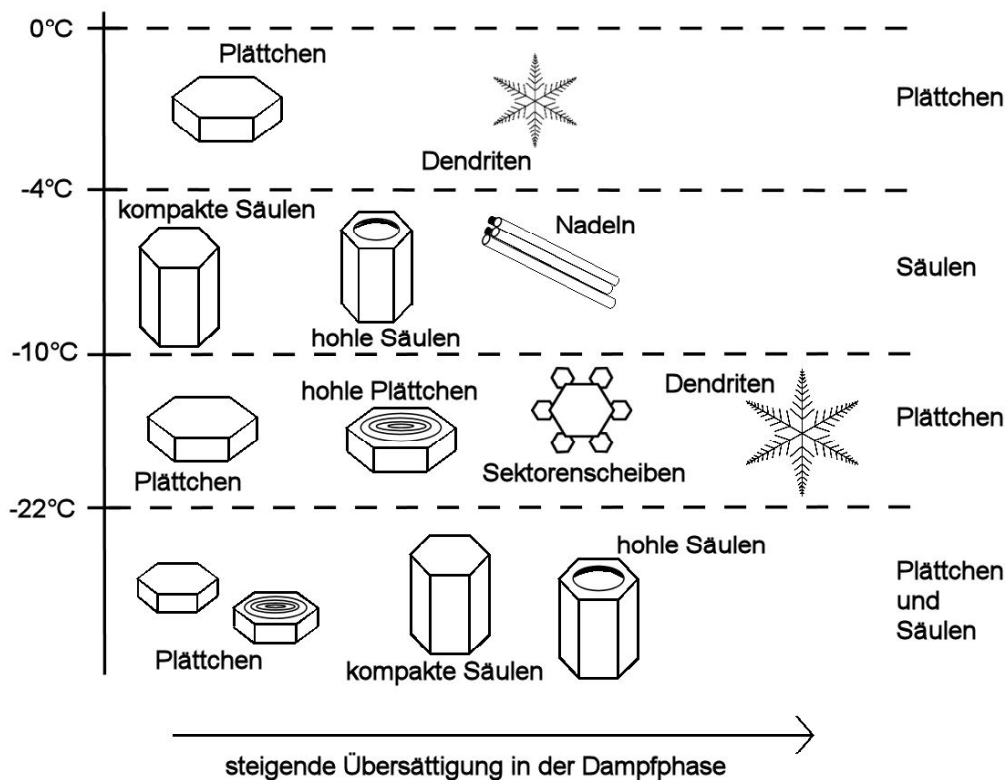 0°C
Plättchen
Plättchen
Dendriten
-4°C
kompakte Säulen
Nadeln
Säulen
hohle Säulen
-10°C
hohle Plättchen
Dendriten
Plättchen
Plättchen
Sektorenscheiben
-22°C
hohle Säulen
Plättchen
und
Säulen
Plättchen
kompakte Säulen
steigende Übersättigung in der Dampfphase